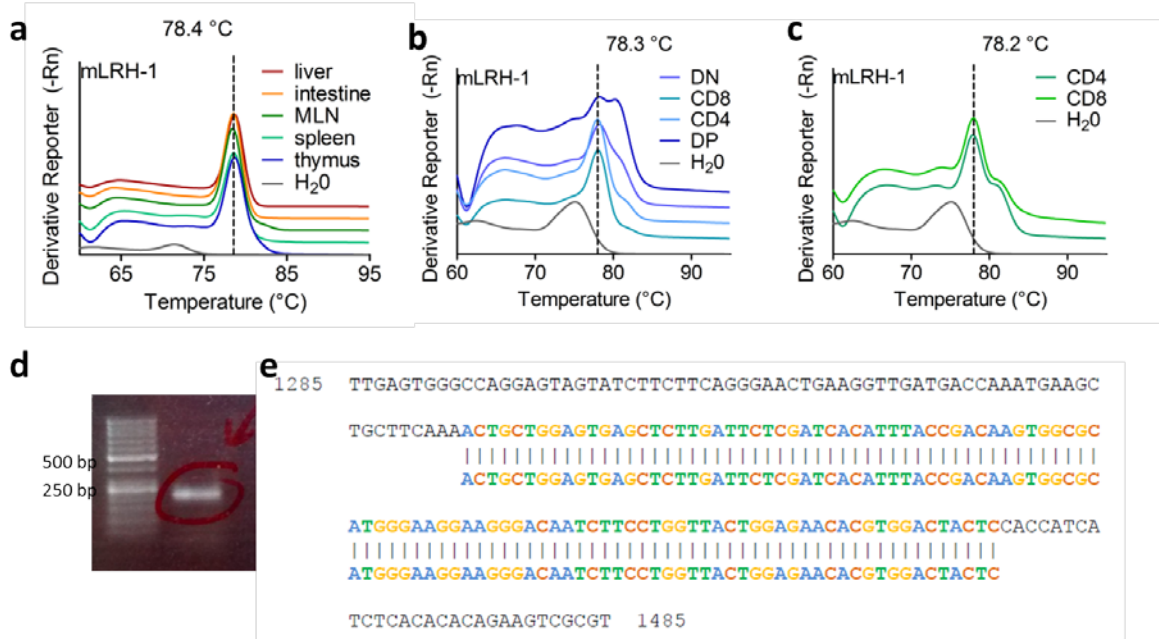 a
78.4 °C
mLRH-1
Derivative Reporter (-Rn)
liver
intestine
MLN
spleen
thymus
H₂0
65 75 85 95
Temperature (°C)
b
78.3 °C
mLRH-1
Derivative Reporter (-Rn)
DN
CD8
CD4
DP
H₂0
60 70 80 90
Temperature (°C)
c
78.2 °C
mLRH-1
Derivative Reporter (-Rn)
CD4
CD8
H₂0
60 70 80 90
Temperature (°C)
d
500 bp
250 bp
e
1285 TTGAGTGGGCCAGGAGTAGTATCTTCTTCAGGGAACTGAAGGTTGATGACCAAATGAAGC
TGCTTCAAAACTGCTGGAGTGAGCTCTTGATTCTCGATCACATTTACCGACAAGTGGCGC
ACTGCTGGAGTGAGCTCTTGATTCTCGATCACATTTACCGACAAGTGGCGC
ATGGGAAGGAAGGGACAATCTTCCTGGTTACTGGAGAACACGTGGACTACTCCACCATCA
ATGGGAAGGAAGGGACAATCTTCCTGGTTACTGGAGAACACGTGGACTACTC
TCTCACACACAGAAGTCGCGT 1485